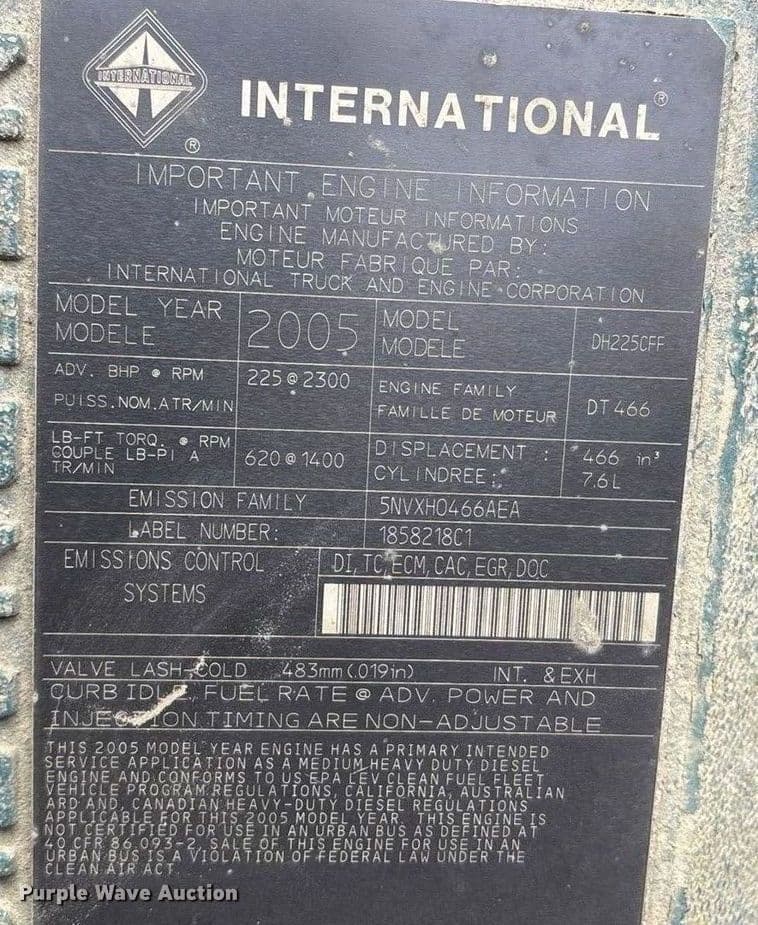 INTERNATIONAL
®
INTERNATIONAL®
IMPORTANT ENGINE INFORMATION
IMPORTANT MOTEUR INFORMATIONS
ENGINE MANUFACTURED BY:
MOTEUR FABRIQUE PAR:
INTERNATIONAL TRUCK AND ENGINE CORPORATION
MODEL YEAR
MODELE
2005
MODEL
MODELE
DH225CFF
ADV. BHP @ RPM
PUISS.NOM.A TR/MIN
225@2300
ENGINE FAMILY
FAMILLE DE MOTEUR
DT466
LB-FT TORQ. @ RPM
COUPLE LB-PI A
TR/MIN
620@1400
DISPLACEMENT :
CYLINDREE:
466 in³
7.6L
EMISSION FAMILY
5NVXH0466AEA
LABEL NUMBER:
1858218C1
EMISSIONS CONTROL
SYSTEMS
DI,TC,ECM,CAC,EGR,DOC
VALVE LASH-COLD .483mm(.019in) INT. & EXH
CURB IDLE, FUEL RATE @ ADV. POWER AND
INJECTION TIMING ARE NON-ADJUSTABLE
THIS 2005 MODEL YEAR ENGINE HAS A PRIMARY INTENDED
SERVICE APPLICATION AS A MEDIUM HEAVY DUTY DIESEL
ENGINE AND CONFORMS TO US EPA LEV CLEAN FUEL FLEET
VEHICLE PROGRAM REGULATIONS, CALIFORNIA, AUSTRALIAN
ARD AND, CANADIAN HEAVY-DUTY DIESEL REGULATIONS
APPLICABLE FOR THIS 2005 MODEL YEAR. THIS ENGINE IS
NOT CERTIFIED FOR USE IN AN URBAN BUS AS DEFINED AT
40 CFR 86.093-2. SALE OF THIS ENGINE FOR USE IN AN
URBAN BUS IS A VIOLATION OF FEDERAL LAW UNDER THE
CLEAN AIR ACT.
Purple Wave Auction